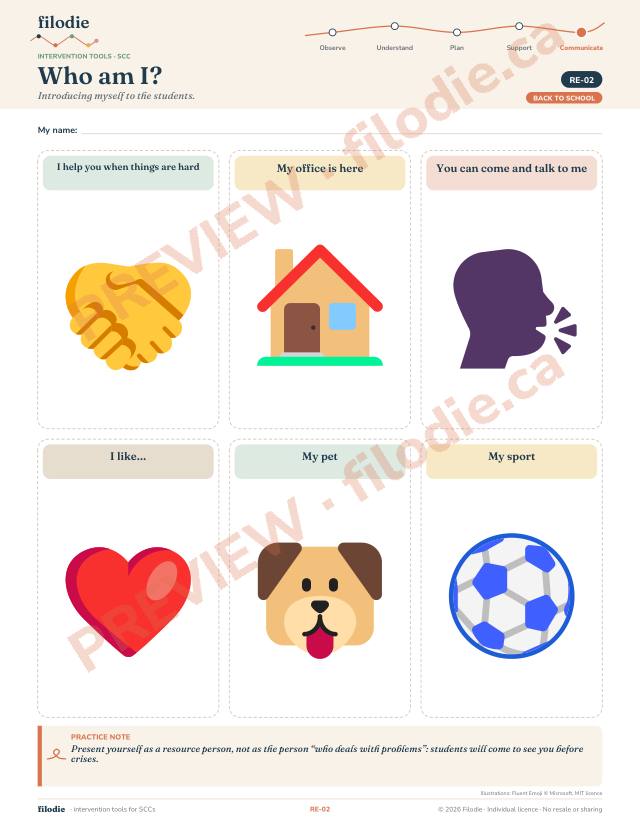 filodie
Observe Understand Plan Support Communicate
INTERVENTION TOOLS · SCC
Who am I?
Introducing myself to the students.
RE-02
BACK TO SCHOOL
My name:
I help you when things are hard
My office is here
You can come and talk to me
I like...
My pet
My sport
PREVIEW · filodie.ca
PREVIEW · filodie.ca
PRACTICE NOTE
Present yourself as a resource person, not as the person “who deals with problems”: students will come to see you before
crises.
Illustrations: Fluent Emoji © Microsoft, MIT licence
filodie · intervention tools for SCCs
RE-02
© 2026 Filodie · Individual licence · No resale or sharing